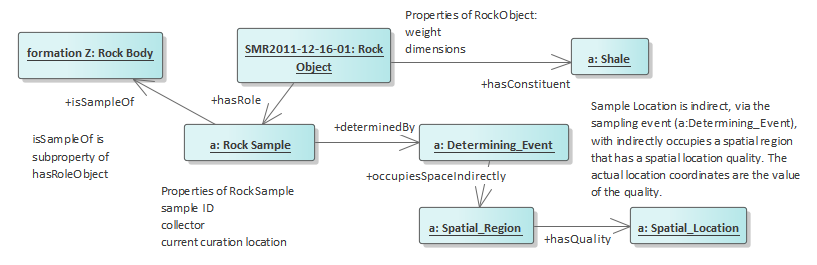 Properties of RockObject:
weight
dimensions
formation Z: Rock Body
SMR2011-12-16-01: Rock
Object
a: Shale
+hasConstituent
+isSampleOf
+hasRole
isSampleOf is
subproperty of
hasRoleObject
a: Rock Sample
+determinedBy
a: Determining_Event
Sample Location is indirect, via the
sampling event (a:Determining_Event),
with indirectly occupies a spatial region
that has a spatial location quality. The
actual location coordinates are the value
of the quality.
+occupiesSpaceIndirectly
Properties of RockSample
sample ID
collector
current curation location
a: Spatial_Region
+hasQuality
a: Spatial_Location